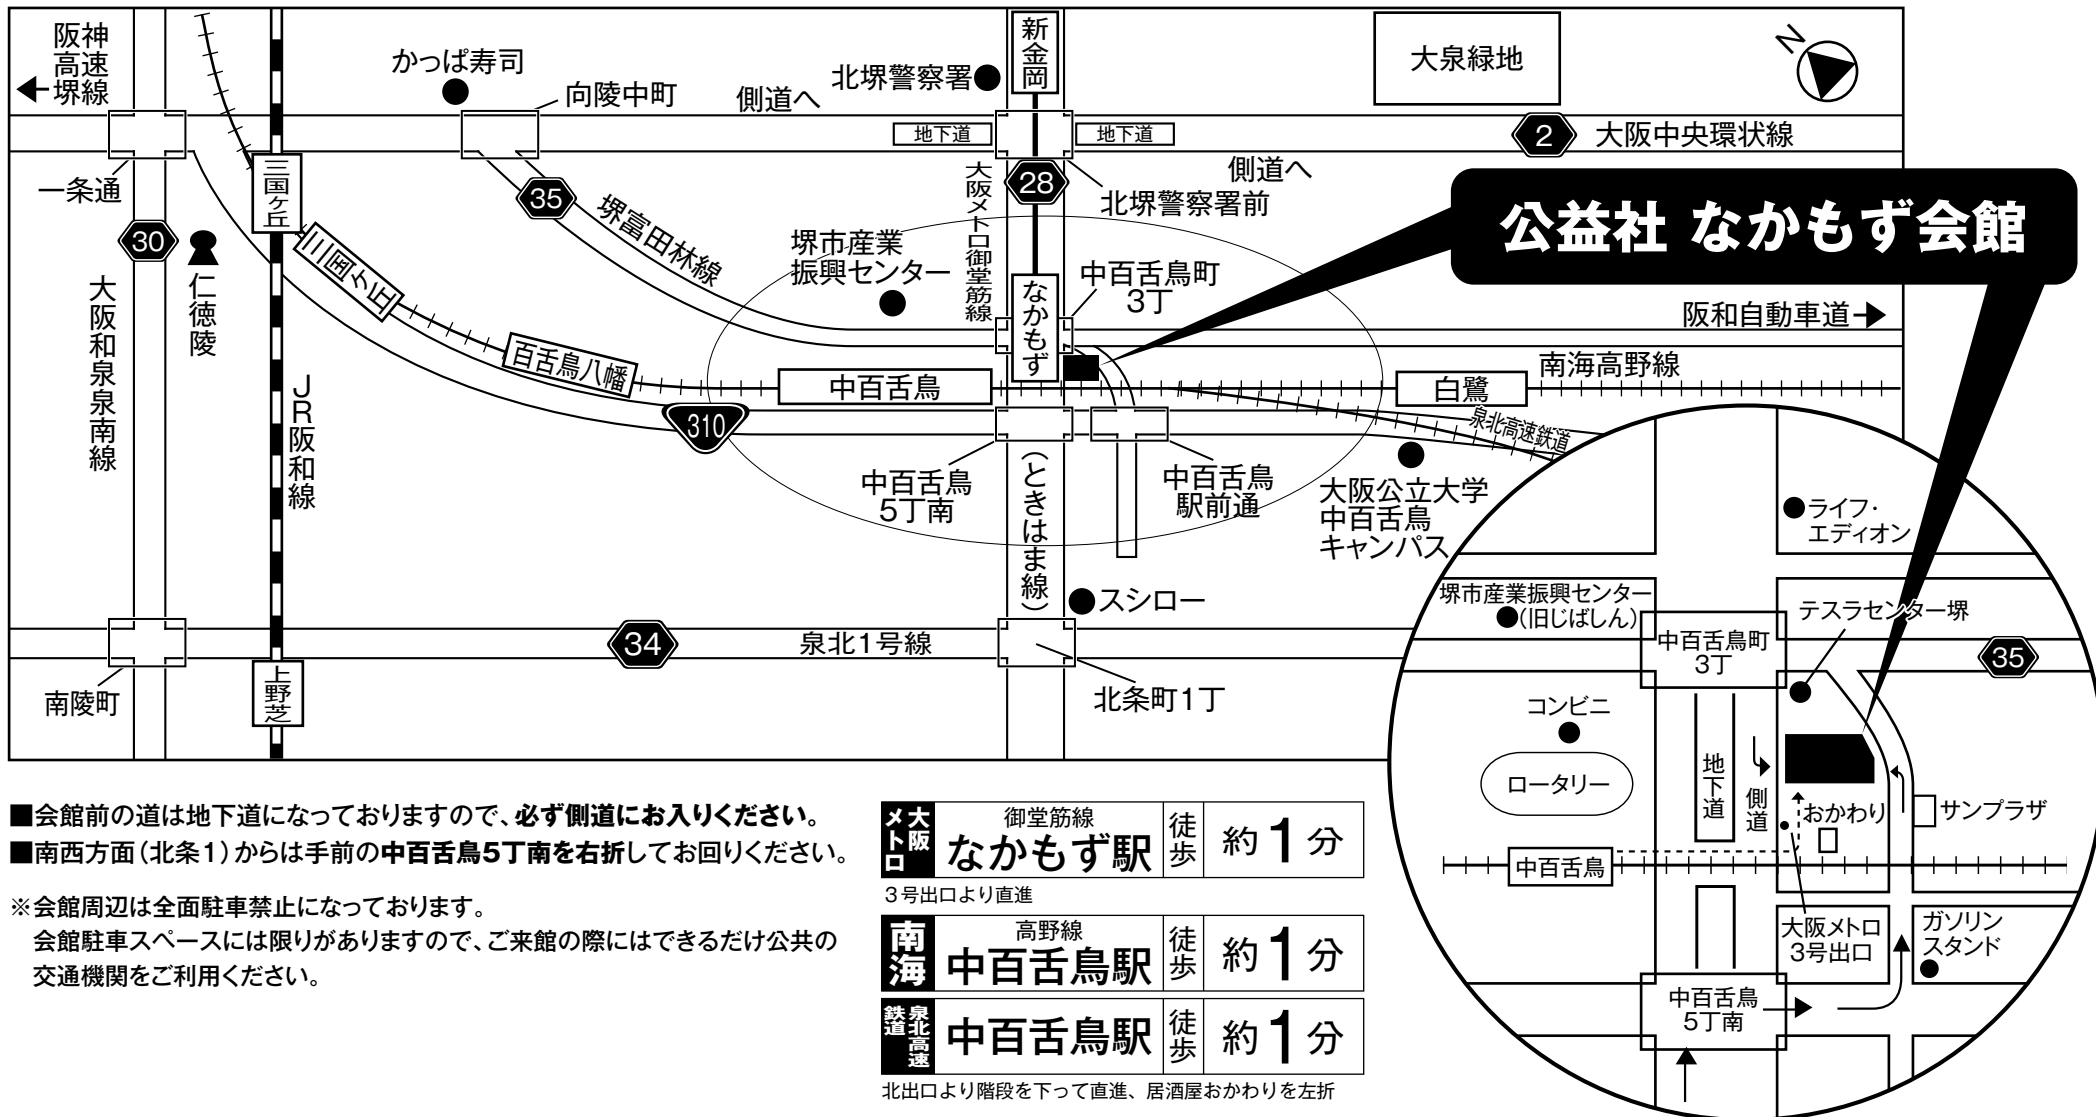 阪神
高速
堺線
かっぱ寿司
向陵中町
側道へ
北堺警察署
新金岡
大泉緑地
N
地下道
地下道
2
大阪中央環状線
一条通
三国ヶ丘
35
堺富田林線
大阪メトロ御堂筋線
28
側道へ
北堺警察署前
公益社 なかもず会館
30
仁徳陵
三国ヶ丘
堺市産業
振興センター
なかもず
中百舌鳥町
3丁
阪和自動車道
大阪和泉泉南線
JR阪和線
百舌鳥八幡
中百舌鳥
南海高野線
白鷺
泉北高速鉄道
310
中百舌鳥
5丁南
(ときはま線)
中百舌鳥
駅前通
大阪公立大学
中百舌鳥
キャンパス
スシロー
34
泉北1号線
南陵町
上野芝
北条町1丁
ライフ・
エディオン
堺市産業振興センター
(旧じばしん)
テスラセンター堺
中百舌鳥町
3丁
35
コンビニ
ロータリー
地下道
側道
おかわり
サンプラザ
中百舌鳥
大阪メトロ
3号出口
ガソリン
スタンド
中百舌鳥
5丁南
■会館前の道は地下道になっておりますので、必ず側道にお入りください。
■南西方面(北条1)からは手前の中百舌鳥5丁南を右折してお回りください。
※会館周辺は全面駐車禁止になっております。
会館駐車スペースには限りがありますので、ご来館の際にはできるだけ公共の
交通機関をご利用ください。
大阪メトロ
御堂筋線
なかもず駅
徒歩
約1分
3号出口より直進
南海
高野線
中百舌鳥駅
徒歩
約1分
泉北高速鉄道
中百舌鳥駅
徒歩
約1分
北出口より階段を下って直進、居酒屋おかわりを左折